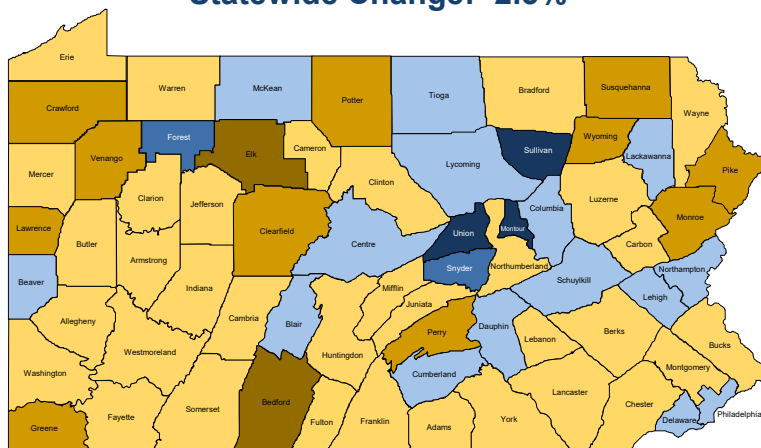 Statewide Change:
Erie
Warren
McKean
Potter
Tioga
Bradford
Susquehanna
Wayne
Crawford
Forest
Elk
Cameron
Sullivan
Wyoming
Lackawanna
Venango
Lycoming
Pike
Mercer
Clarion
Jefferson
Clinton
Luzerne
Columbia
Monroe
Lawrence
Clearfield
Union
Montour
Butler
Centre
Carbon
Armstrong
Snyder
Northumberland
Northampton
Beaver
Indiana
Mifflin
Schuylkill
Lehigh
Juniata
Allegheny
Cambria
Blair
Perry
Dauphin
Lebanon
Berks
Bucks
Westmoreland
Huntingdon
Montgomery
Washington
Cumberland
Lancaster
Somerset
Bedford
Chester
Philadelphia
Greene
Fayette
Fulton
Franklin
Adams
York
Delaware